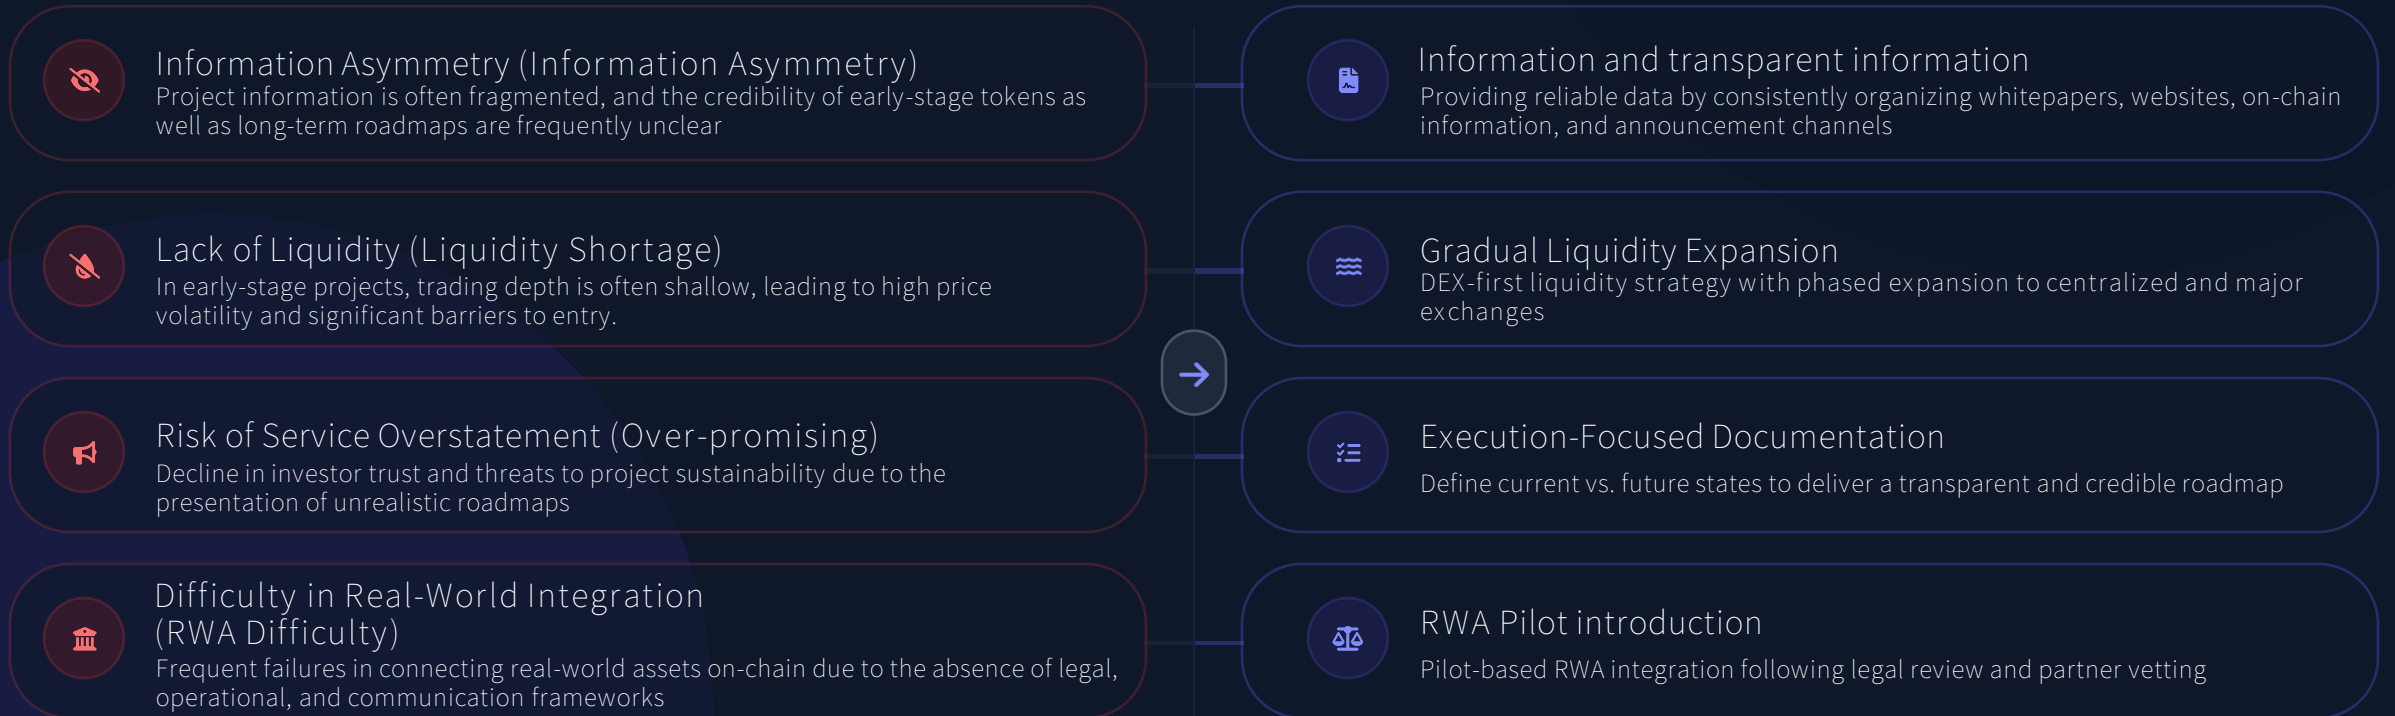 Information Asymmetry (Information Asymmetry)
Project information is often fragmented, and the credibility of early-stage tokens as
well as long-term roadmaps are frequently unclear
Information and transparent information
Providing reliable data by consistently organizing whitepapers, websites, on-chain
information, and announcement channels
Lack of Liquidity (Liquidity Shortage)
In early-stage projects, trading depth is often shallow, leading to high price
volatility and significant barriers to entry.
Gradual Liquidity Expansion
DEX-first liquidity strategy with phased expansion to centralized and major
exchanges
Risk of Service Overstatement (Over-promising)
Decline in investor trust and threats to project sustainability due to the
presentation of unrealistic roadmaps
Execution-Focused Documentation
Define current vs. future states to deliver a transparent and credible roadmap
Difficulty in Real-World Integration
(RWA Difficulty)
Frequent failures in connecting real-world assets on-chain due to the absence of legal,
operational, and communication frameworks
RWA Pilot introduction
Pilot-based RWA integration following legal review and partner vetting